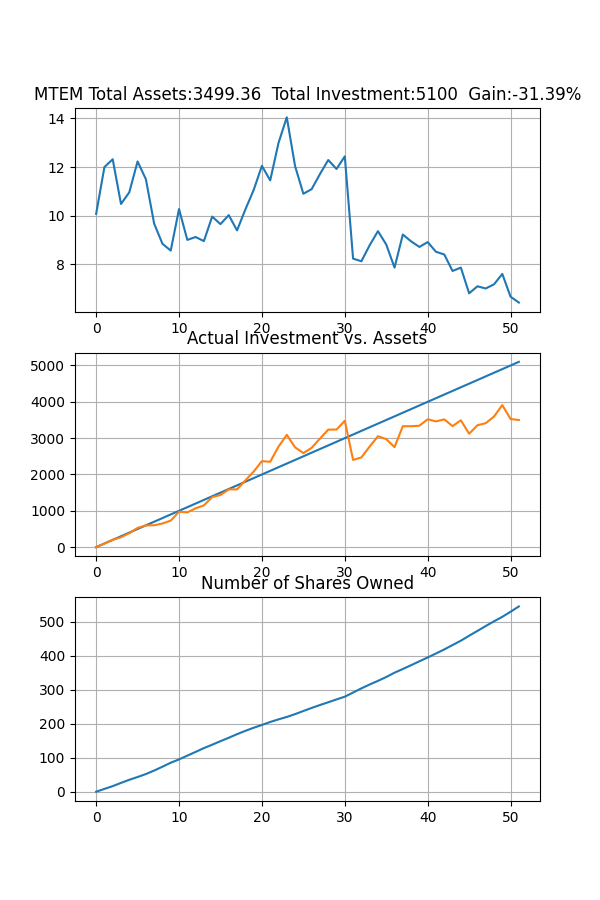 MTEM Total Assets:3499.36  Total Investment:5100  Gain:-31.39%
14
12
10
8
0 10 20 30 40 50
Actual Investment vs. Assets
5000
4000
3000
2000
1000
0
0 10 20 30 40 50
Number of Shares Owned
500
400
300
200
100
0
0 10 20 30 40 50